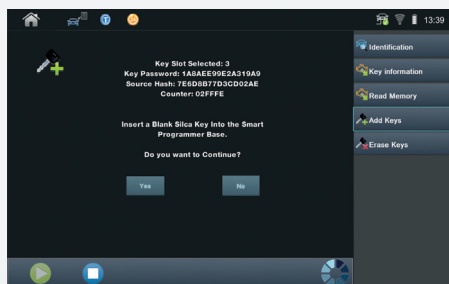 13:39
Key Slot Selected: 3
Key Password: 1A8AEE99E2A319A9
Source Hash: 7E6D8B77D3CD02AE
Counter: 02FFFE
Insert a Blank Silca Key Into the Smart
Programmer Base.
Do you want to Continue?
Yes
No
Identification
Key information
Read Memory
Add Keys
Erase Keys